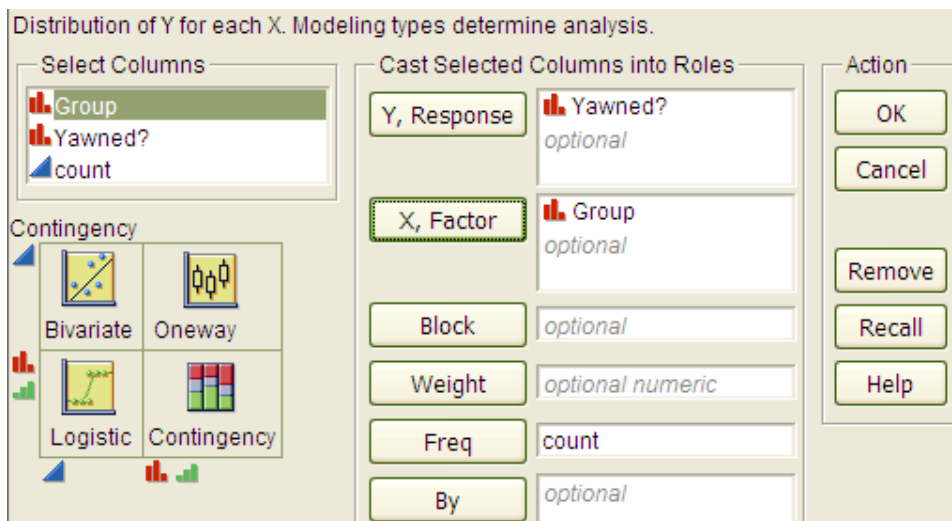 Distribution of Y for each X. Modeling types determine analysis.
Select Columns
Group
Yawned?
count
Contingency
Bivariate Oneway
Logistic Contingency
Cast Selected Columns into Roles
Y, Response
Yawned?
optional
X, Factor
Group
optional
Block
optional
Weight
optional numeric
Freq
count
By
optional
Action
OK
Cancel
Remove
Recall
Help